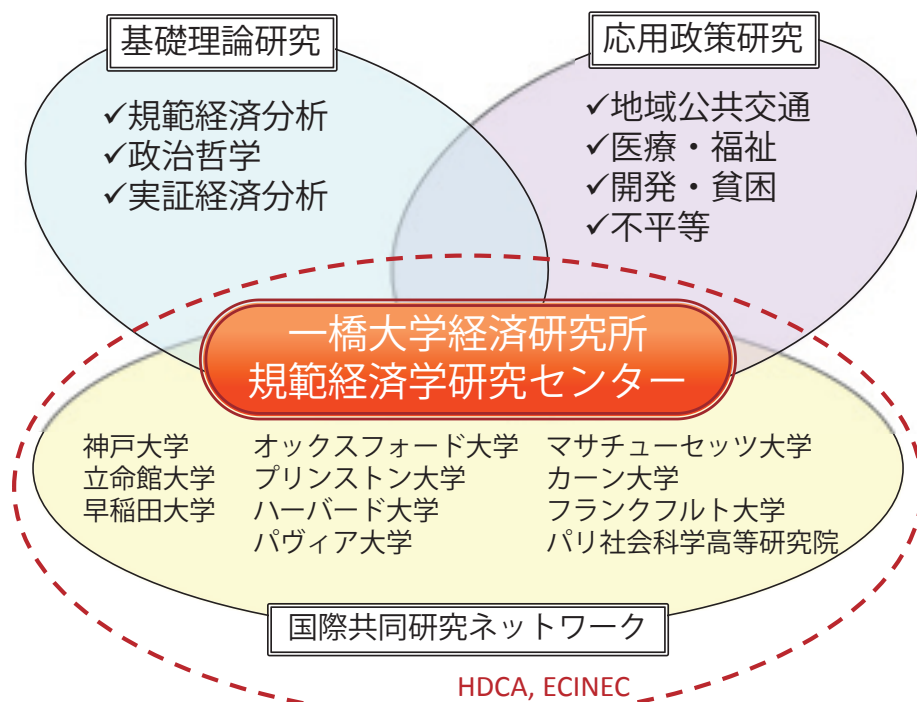 基礎理論研究
✓規範経済分析
✓政治哲学
✓実証経済分析
応用政策研究
✓地域公共交通
✓医療・福祉
✓開発・貧困
✓不平等
一橋大学経済研究所
規範経済学研究センター
神戸大学
立命館大学
早稲田大学
オックスフォード大学
プリンストン大学
ハーバード大学
パヴィア大学
マサチューセッツ大学
カーン大学
フランクフルト大学
パリ社会科学高等研究院
国際共同研究ネットワーク
HDCA, ECINEC